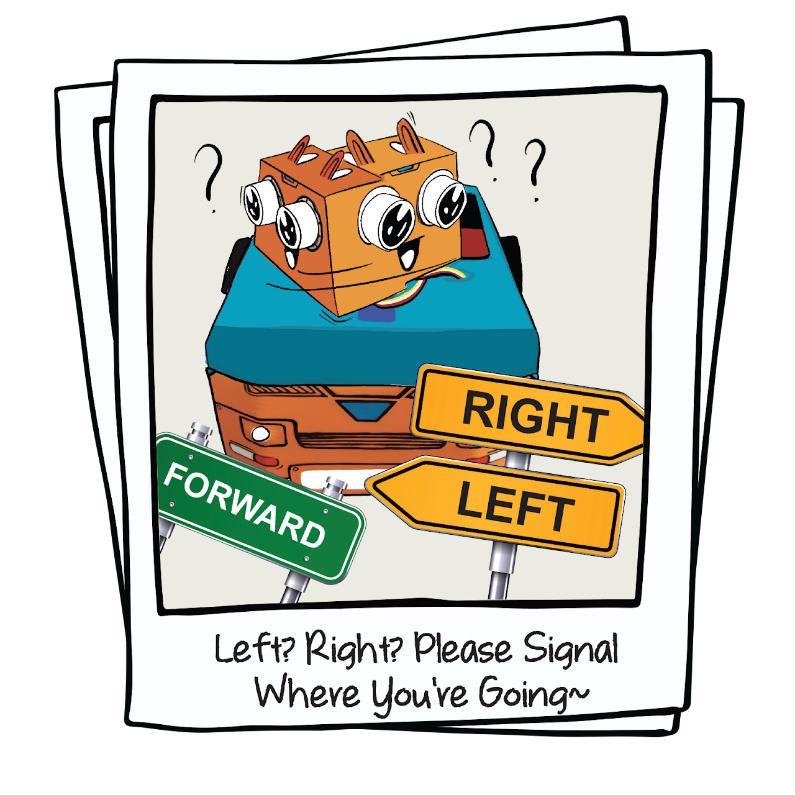 ? ? ?
RIGHT
LEFT
FORWARD
Left? Right? Please Signal
Where You're Going~